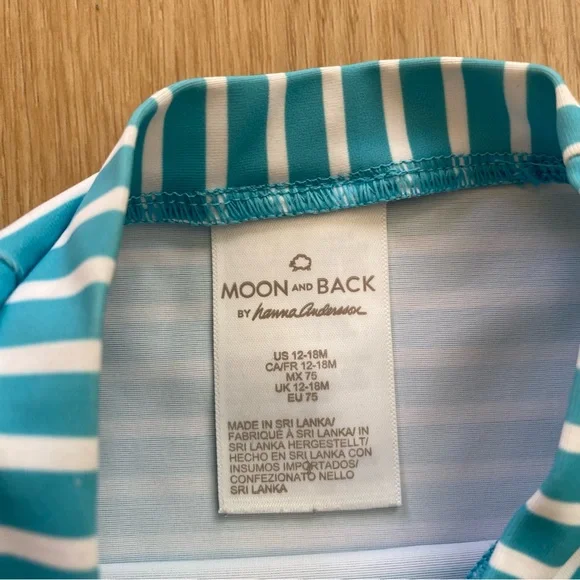 MOON AND BACK
BY hanna Andersson
US 12-18M
CA/FR 12-18M
MX 75
UK 12-18M
EU 75
MADE IN SRI LANKA/
FABRIQUÉ À SRI LANKA/ IN
SRI LANKA HERGESTELLT/
HECHO EN SRI LANKA CON
INSUMOS IMPORTADOS/
CONFEZIONATO NELLO
SRI LANKA